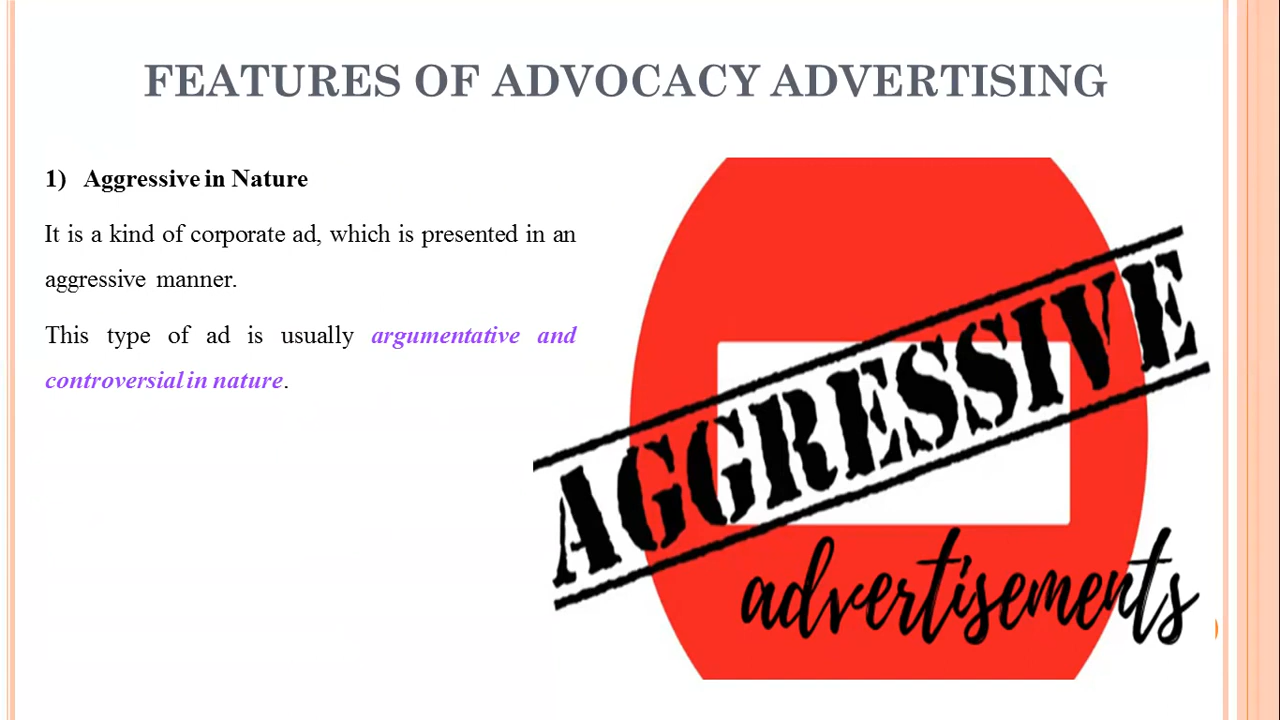 FEATURES OF ADVOCACY ADVERTISING
1) Aggressive in Nature
It is a kind of corporate ad, which is presented in an
aggressive manner.
This type of ad is usually argumentative and
controversial in nature.
AGGRESSIVE
advertisements